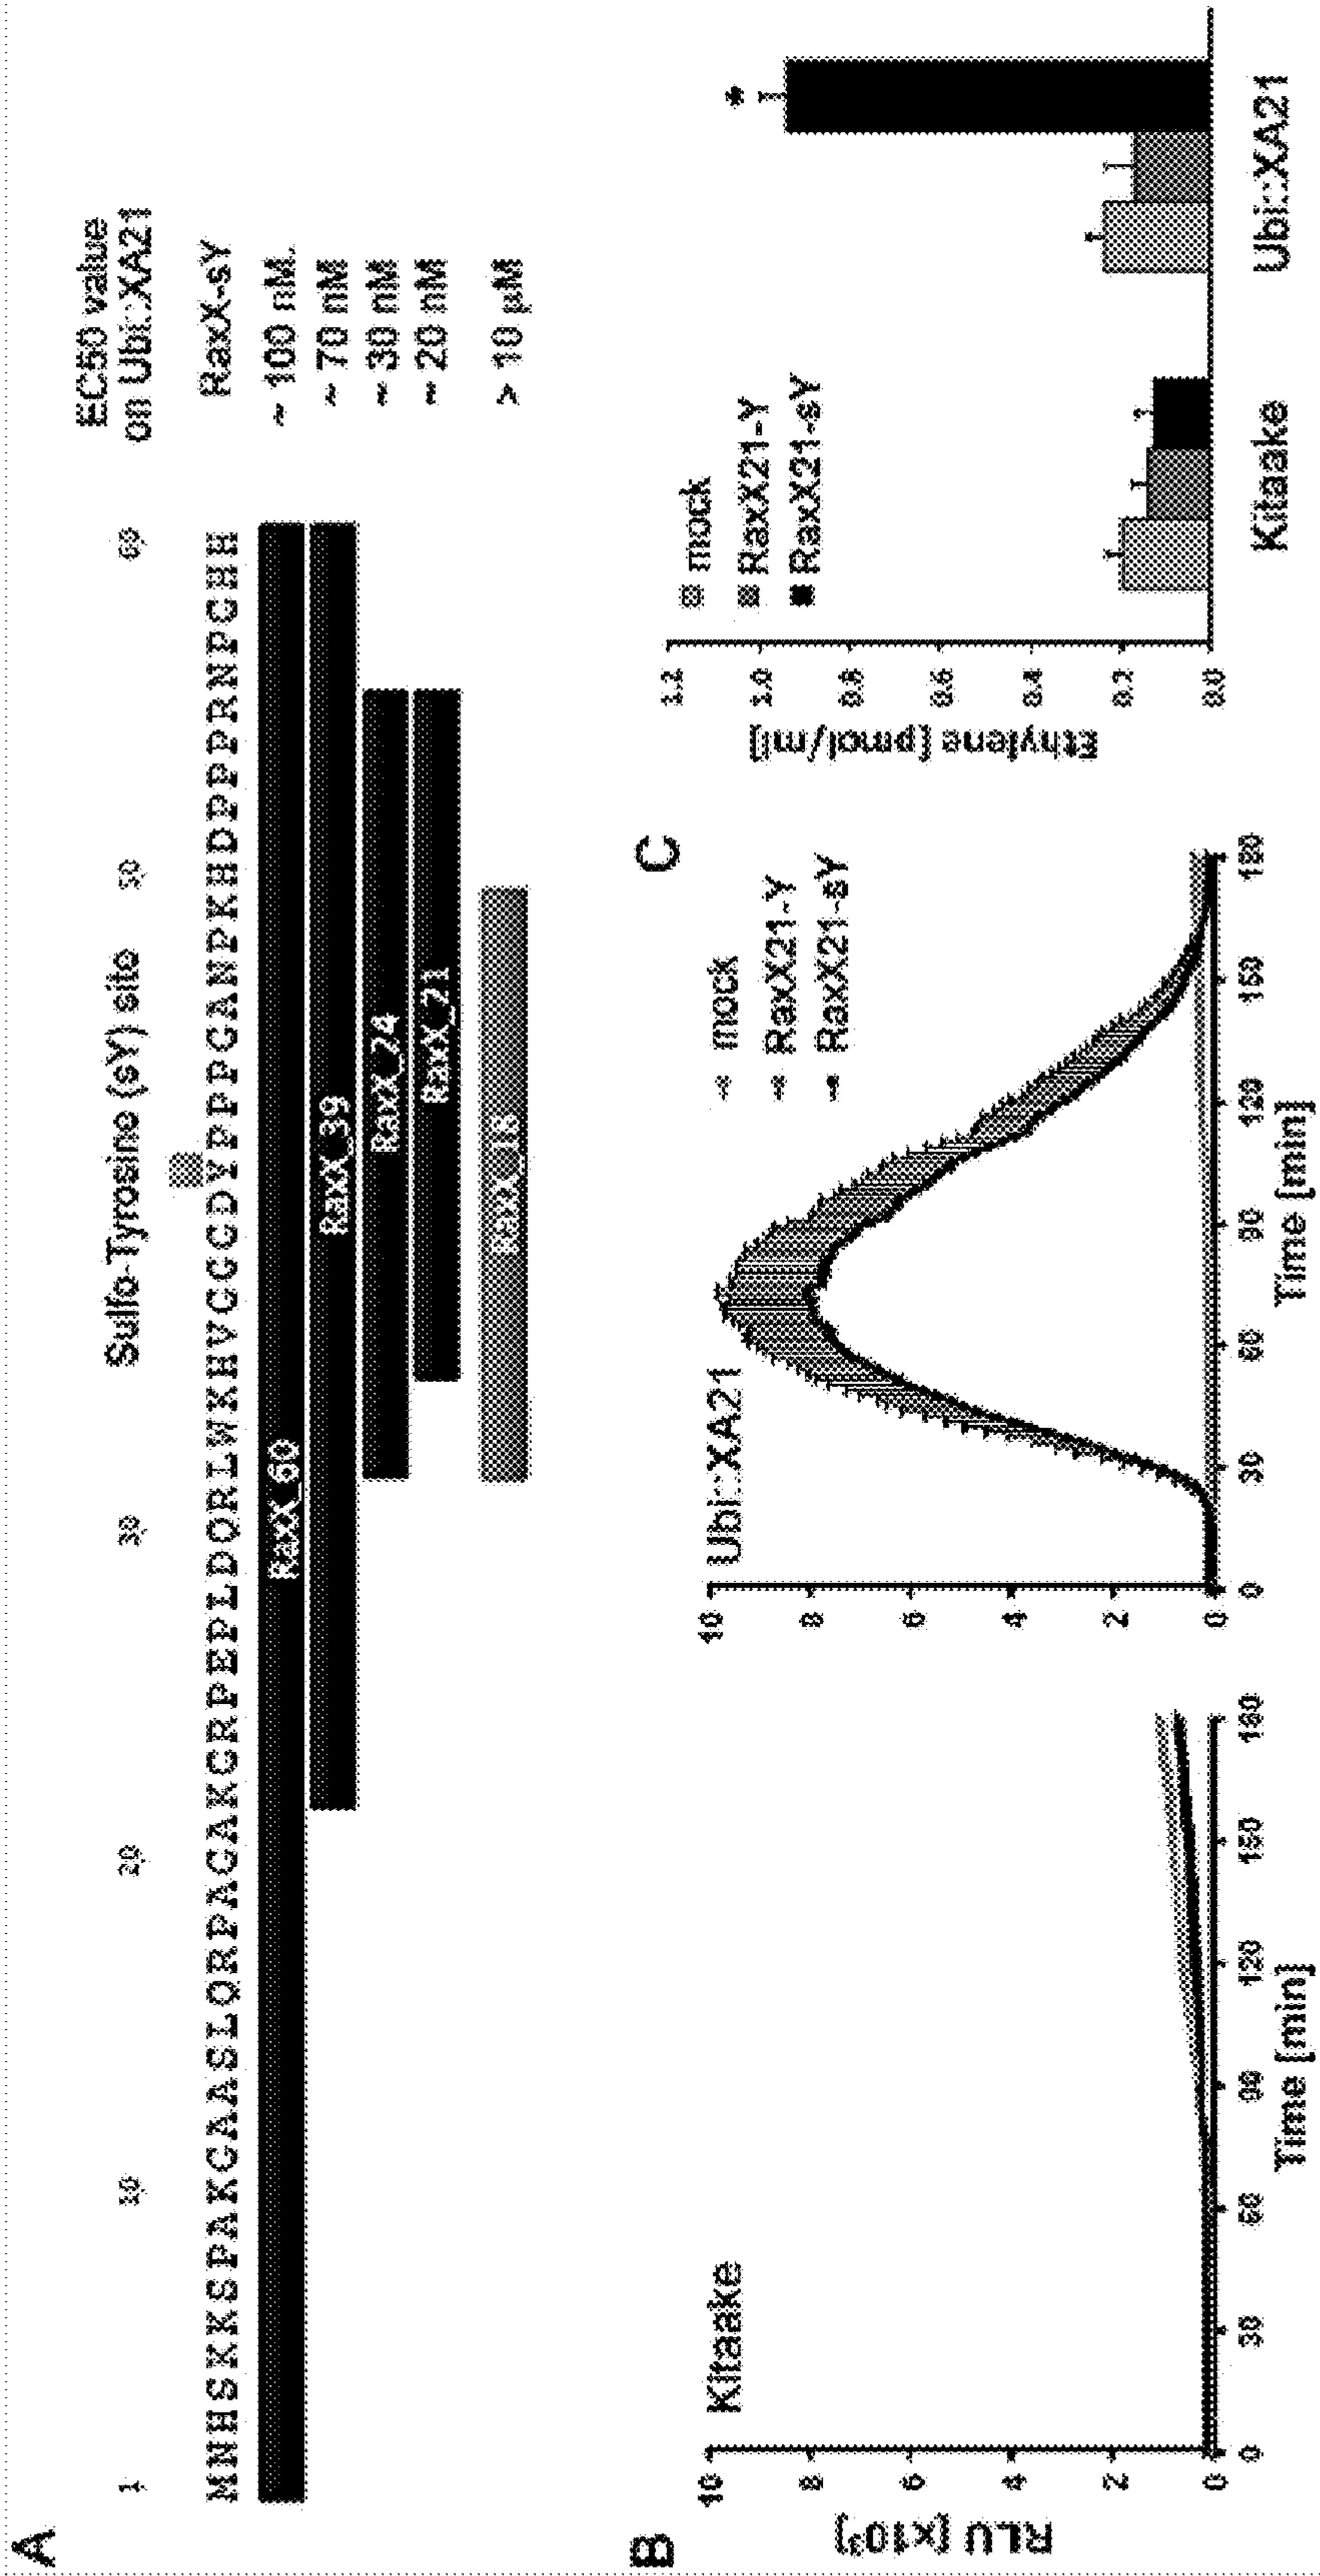 A
EC50 value
on Ubi::XA21
Sulfo-Tyrosine (sY) site
1 10 20 30 50 60
RaxX-sY
MNHSKKSPAKGAASLQRPAGAKGRPEPLDQRLWKHVGGGDYPPPGANPKHDPPPRNPGHH
RaxX_60 ~ 100 nM
RaxX_39 ~ 70 nM
RaxX_24 ~ 30 nM
RaxX_21 ~ 20 nM
RaxX_18 > 10 µM
B
RLU [x10³]
10
8
6
4
2
0
Kitaake
0 30 60 90 120 150 180
Time [min]
10
8
6
4
2
0
Ubi::XA21
mock
RaxX21-Y
RaxX21-sY
0 30 60 90 120 150 180
Time [min]
C
Ethylene [pmol/ml]
1.2
1.0
0.8
0.6
0.4
0.2
0.0
mock
RaxX21-Y
RaxX21-sY
*
Kitaake Ubi::XA21